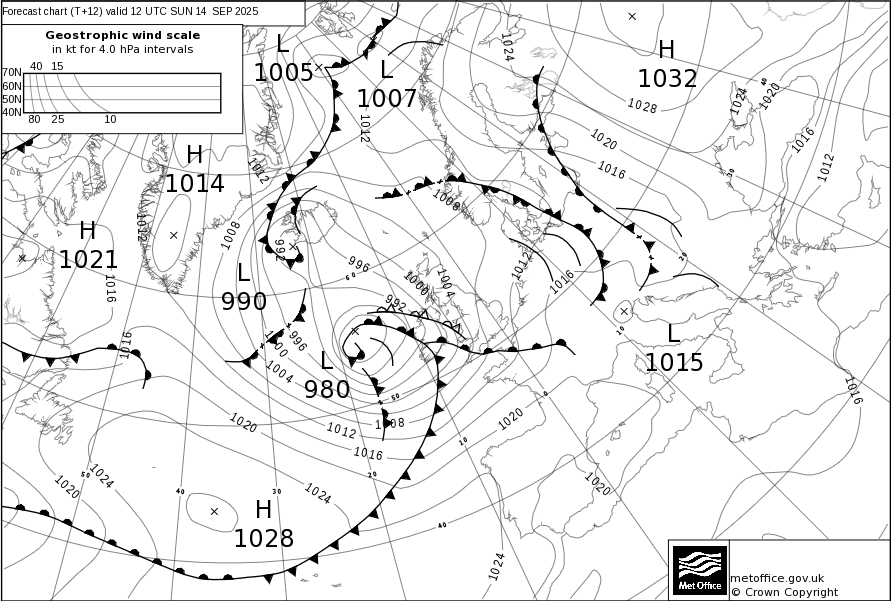 Forecast chart (T+12) valid 12 UTC SUN 14 SEP 2025
Geostrophic wind scale
in kt for 4.0 hPa intervals
40 15
70N
60N
50N
40N
80 25 10
L
1005
L
1007
H
1032
H
1014
H
1021
L
990
L
980
L
1015
H
1028
1024
1028
1024
1020
1016
1012
1020
1016
1012
1012
1012
1008
1008
992
996
1000
1004
992
1012
1016
1016
1016
996
1000
1004
1020
1012
1008
1016
1024
1020
1024
1020
1020
1016
1024
40
30
20
60
50
10
0
10
20
30
40
50
40
metoffice.gov.uk
© Crown Copyright
Met Office